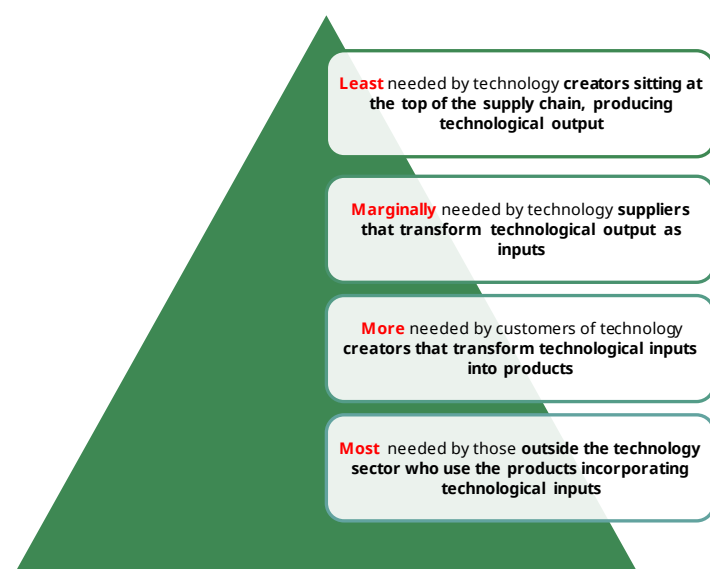 Least needed by technology creators sitting at
the top of the supply chain, producing
technological output
Marginally needed by technology suppliers
that transform technological output as
inputs
More needed by customers of technology
creators that transform technological inputs
into products
Most needed by those outside the technology
sector who use the products incorporating
technological inputs